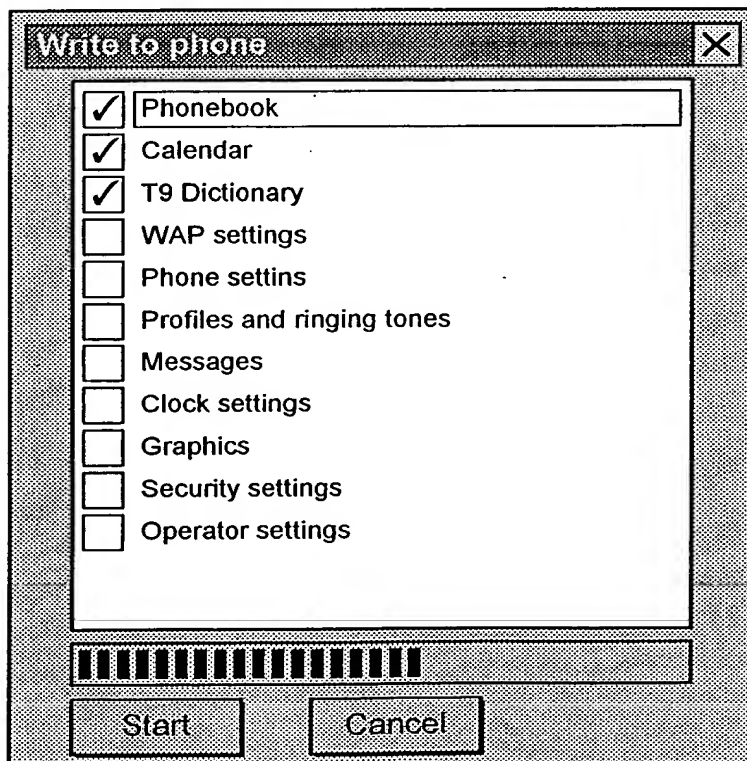 Write to phone
Phonebook
Calendar
T9 Dictionary
WAP settings
Phone settins
Profiles and ringing tones
Messages
Clock settings
Graphics
Security settings
Operator settings
Start Cancel